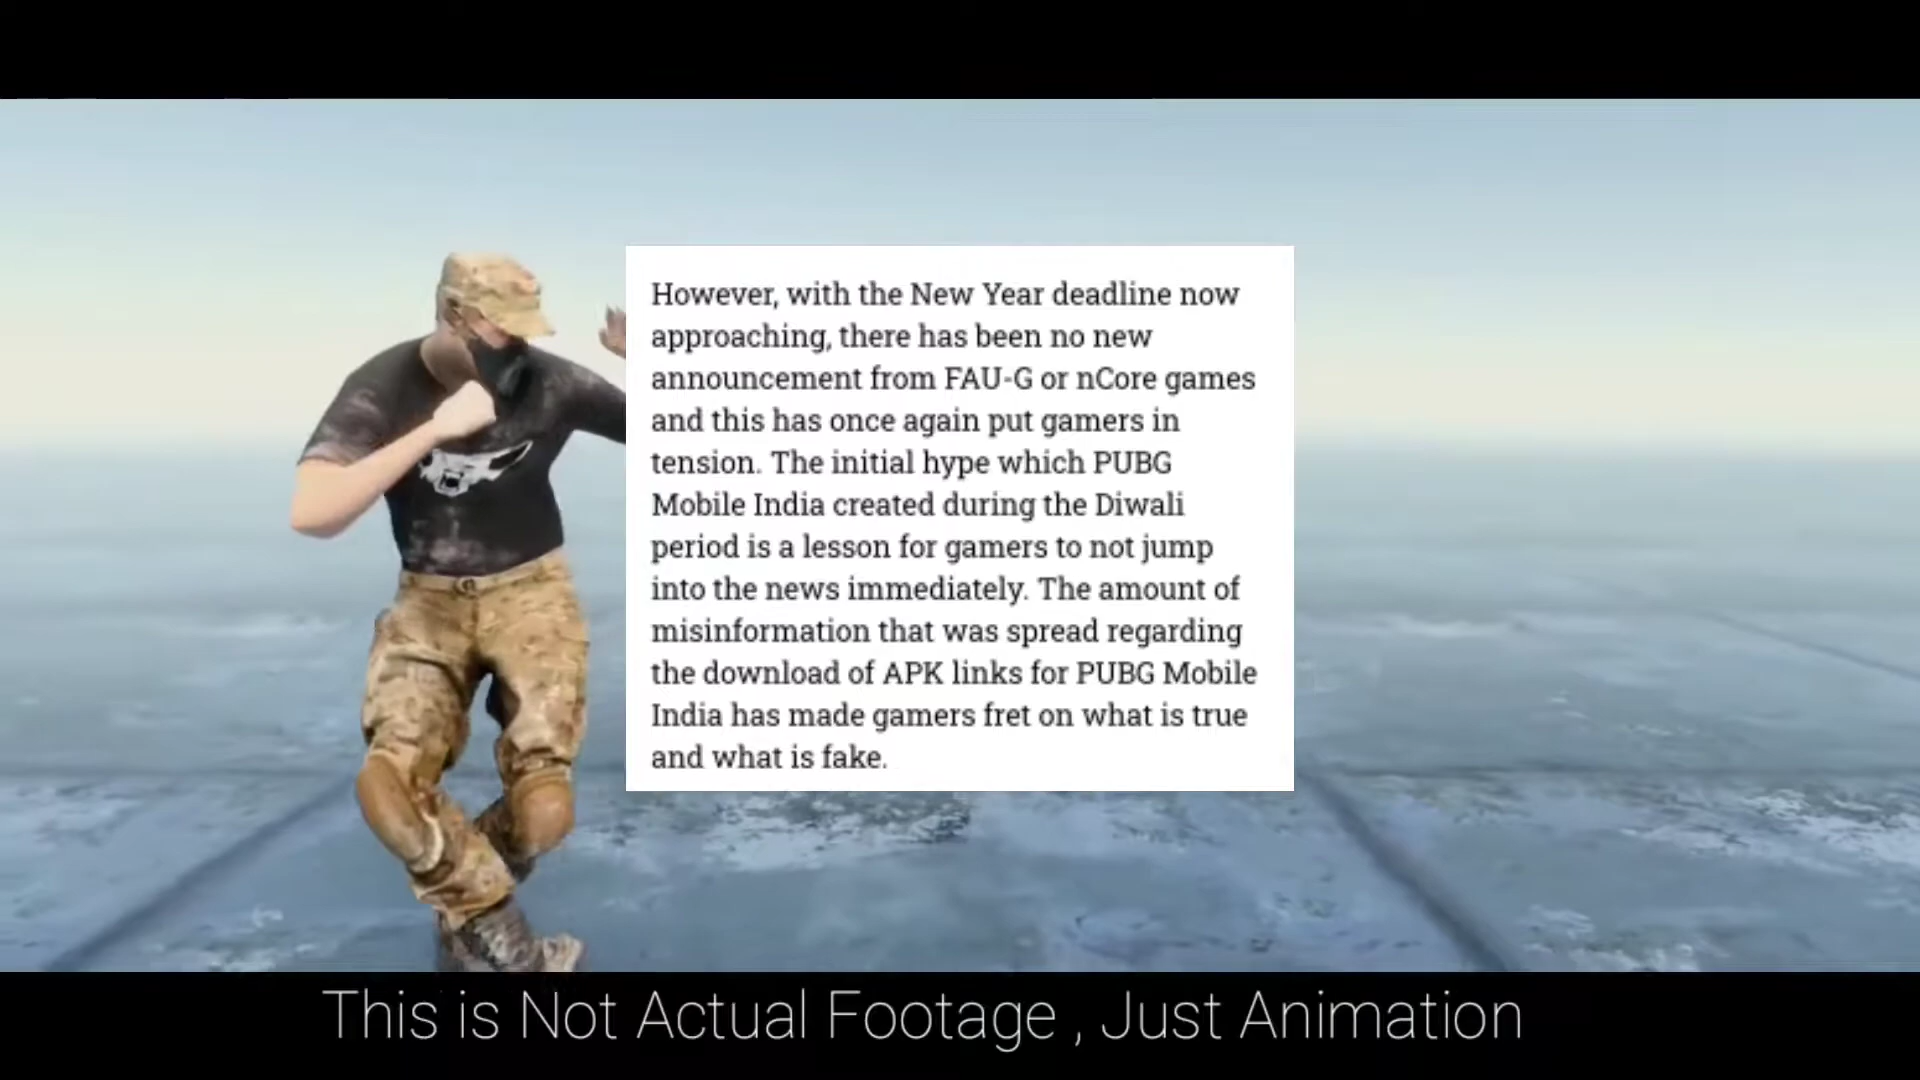 However, with the New Year deadline now
approaching, there has been no new
announcement from FAU-G or nCore games
and this has once again put gamers in
tension. The initial hype which PUBG
Mobile India created during the Diwali
period is a lesson for gamers to not jump
into the news immediately. The amount of
misinformation that was spread regarding
the download of APK links for PUBG Mobile
India has made gamers fret on what is true
and what is fake.
This is Not Actual Footage , Just Animation